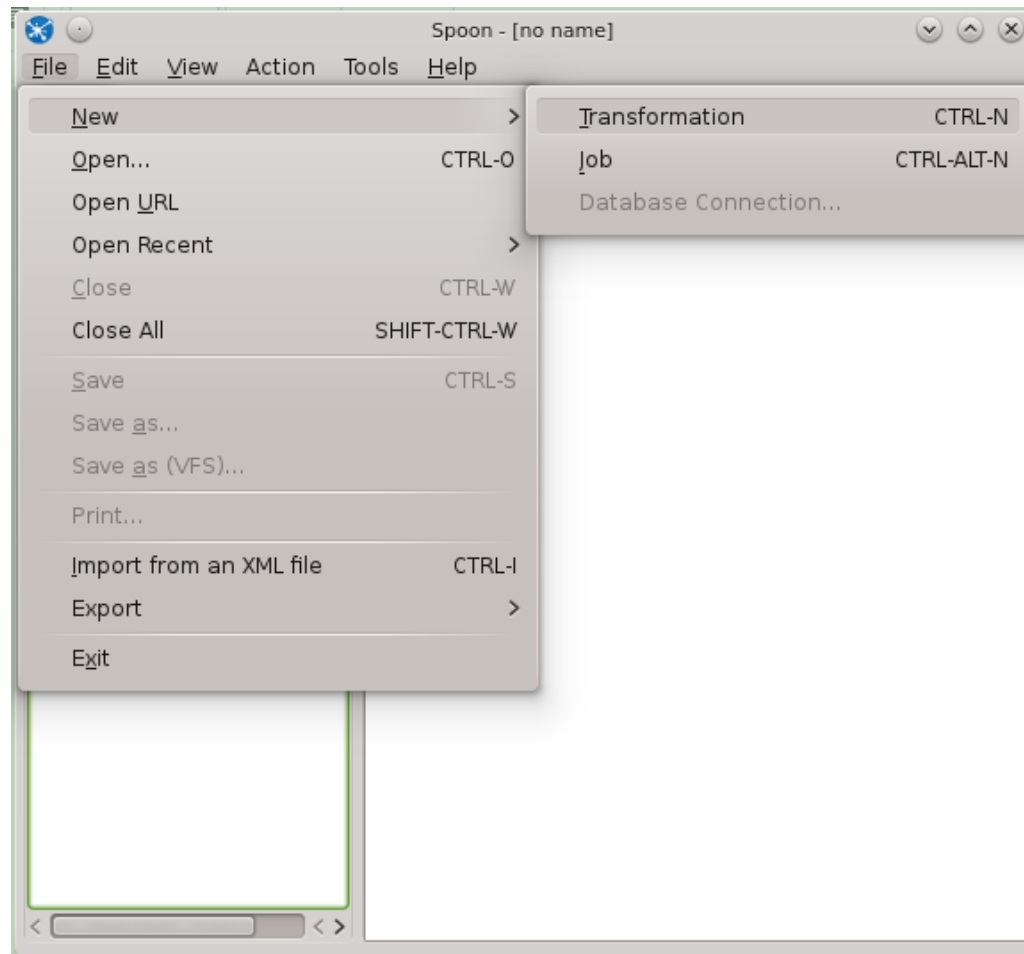 Spoon - [no name]
File Edit View Action Tools Help
New
Open... CTRL-O
Open URL
Open Recent
Close CTRL-W
Close All SHIFT-CTRL-W
Save CTRL-S
Save as...
Save as (VFS)...
Print...
Import from an XML file CTRL-I
Export
Exit
Transformation CTRL-N
Job CTRL-ALT-N
Database Connection...